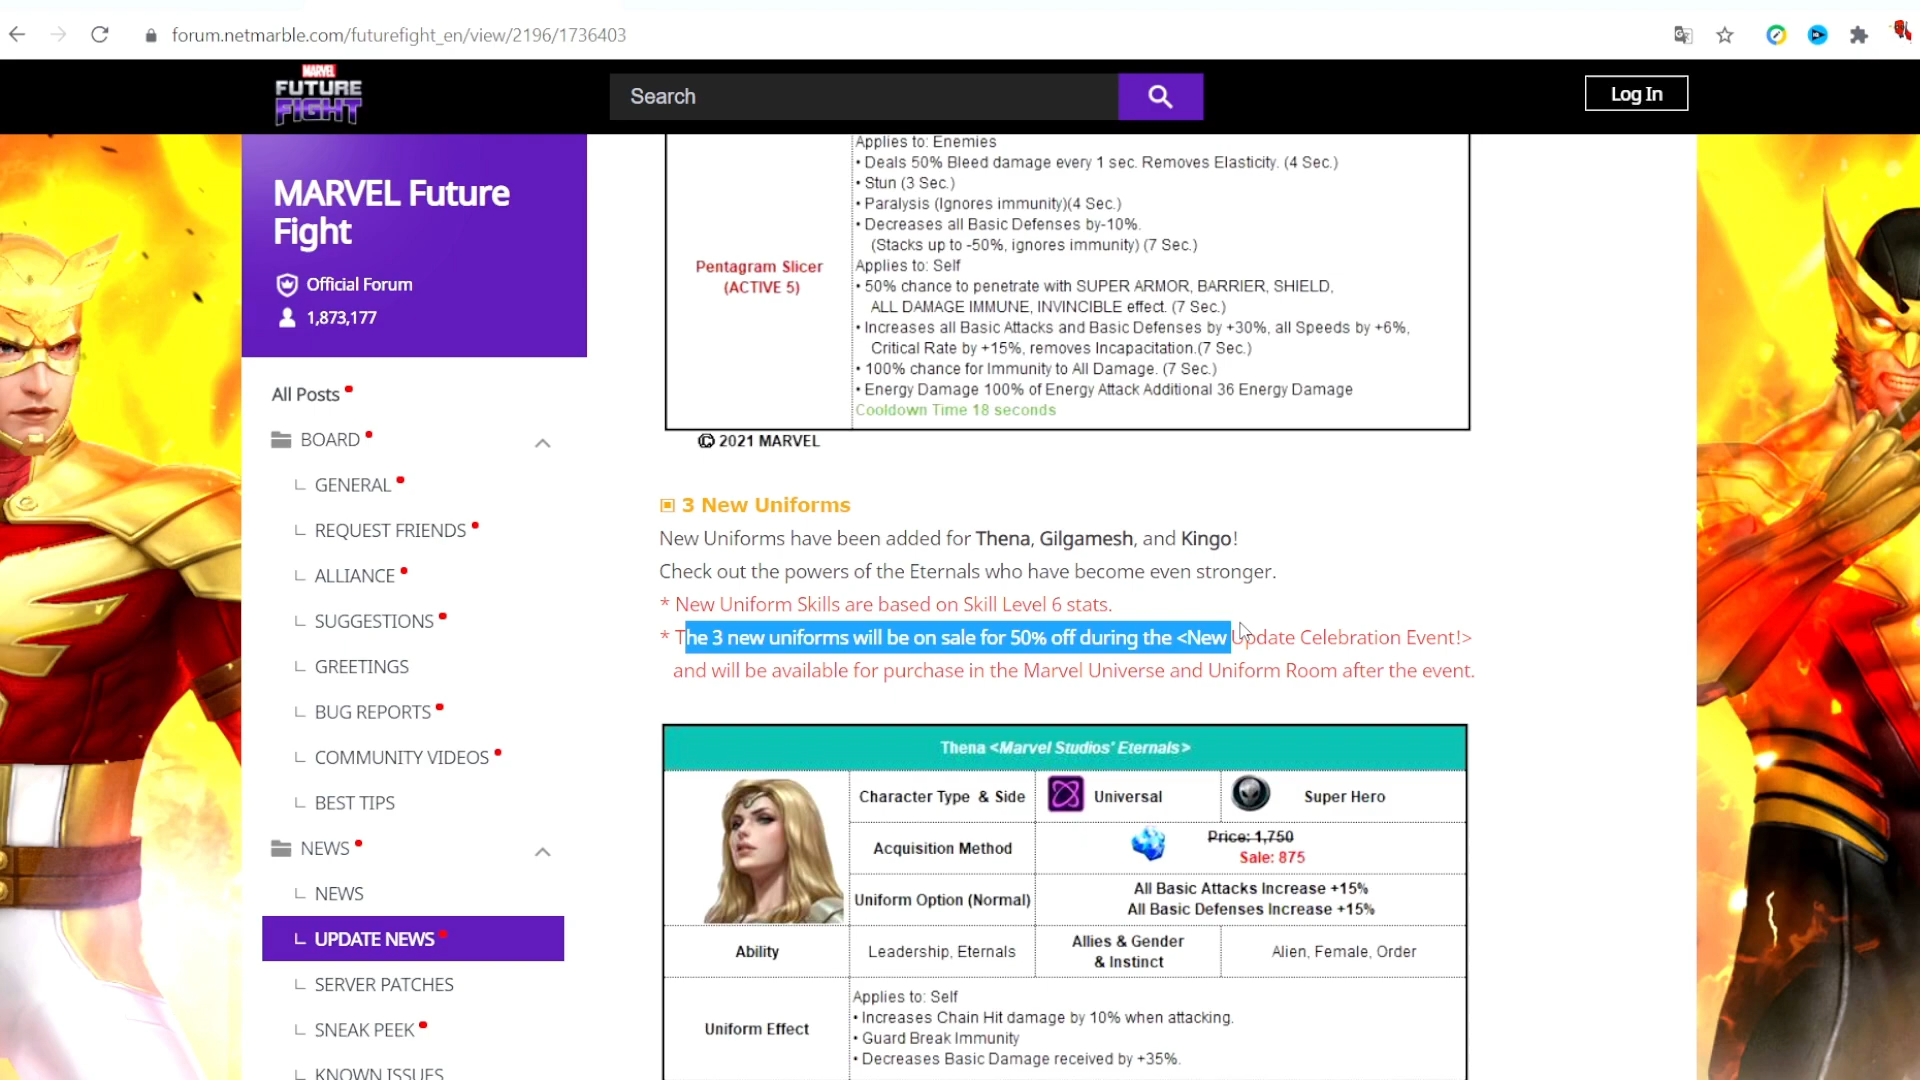 forum.netmarble.com/futurefight_en/view/2196/1736403
MARVEL
FUTURE
FIGHT
Search
Log In
MARVEL Future
Fight
Official Forum
1,873,177
All Posts
BOARD
GENERAL
REQUEST FRIENDS
ALLIANCE
SUGGESTIONS
GREETINGS
BUG REPORTS
COMMUNITY VIDEOS
BEST TIPS
NEWS
NEWS
UPDATE NEWS
SERVER PATCHES
SNEAK PEEK
KNOWN ISSUES
Pentagram Slicer
(ACTIVE 5)
Applies to: Enemies
• Deals 50% Bleed damage every 1 sec. Removes Elasticity. (4 Sec.)
• Stun (3 Sec.)
• Paralysis (Ignores immunity)(4 Sec.)
• Decreases all Basic Defenses by-10%.
(Stacks up to -50%, ignores immunity) (7 Sec.)
Applies to: Self
• 50% chance to penetrate with SUPER ARMOR, BARRIER, SHIELD,
ALL DAMAGE IMMUNE, INVINCIBLE effect. (7 Sec.)
• Increases all Basic Attacks and Basic Defenses by +30%, all Speeds by +6%,
Critical Rate by +15%, removes Incapacitation.(7 Sec.)
• 100% chance for Immunity to All Damage. (7 Sec.)
• Energy Damage 100% of Energy Attack Additional 36 Energy Damage
Cooldown Time 18 seconds
© 2021 MARVEL
▣ 3 New Uniforms
New Uniforms have been added for Thena, Gilgamesh, and Kingo!
Check out the powers of the Eternals who have become even stronger.
* New Uniform Skills are based on Skill Level 6 stats.
* The 3 new uniforms will be on sale for 50% off during the <New Update Celebration Event!>
and will be available for purchase in the Marvel Universe and Uniform Room after the event.
Thena <Marvel Studios' Eternals>
Character Type & Side Universal Super Hero
Acquisition Method Price: 1,750
Sale: 875
Uniform Option (Normal) All Basic Attacks Increase +15%
All Basic Defenses Increase +15%
Ability Leadership, Eternals Allies & Gender
& Instinct Alien, Female, Order
Uniform Effect
Applies to: Self
• Increases Chain Hit damage by 10% when attacking.
• Guard Break Immunity
• Decreases Basic Damage received by +35%.